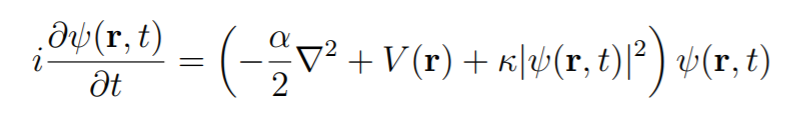 i ∂ψ(r, t)/∂t = (−α/2 ∇² + V(r) + κ|ψ(r, t)|²) ψ(r, t)